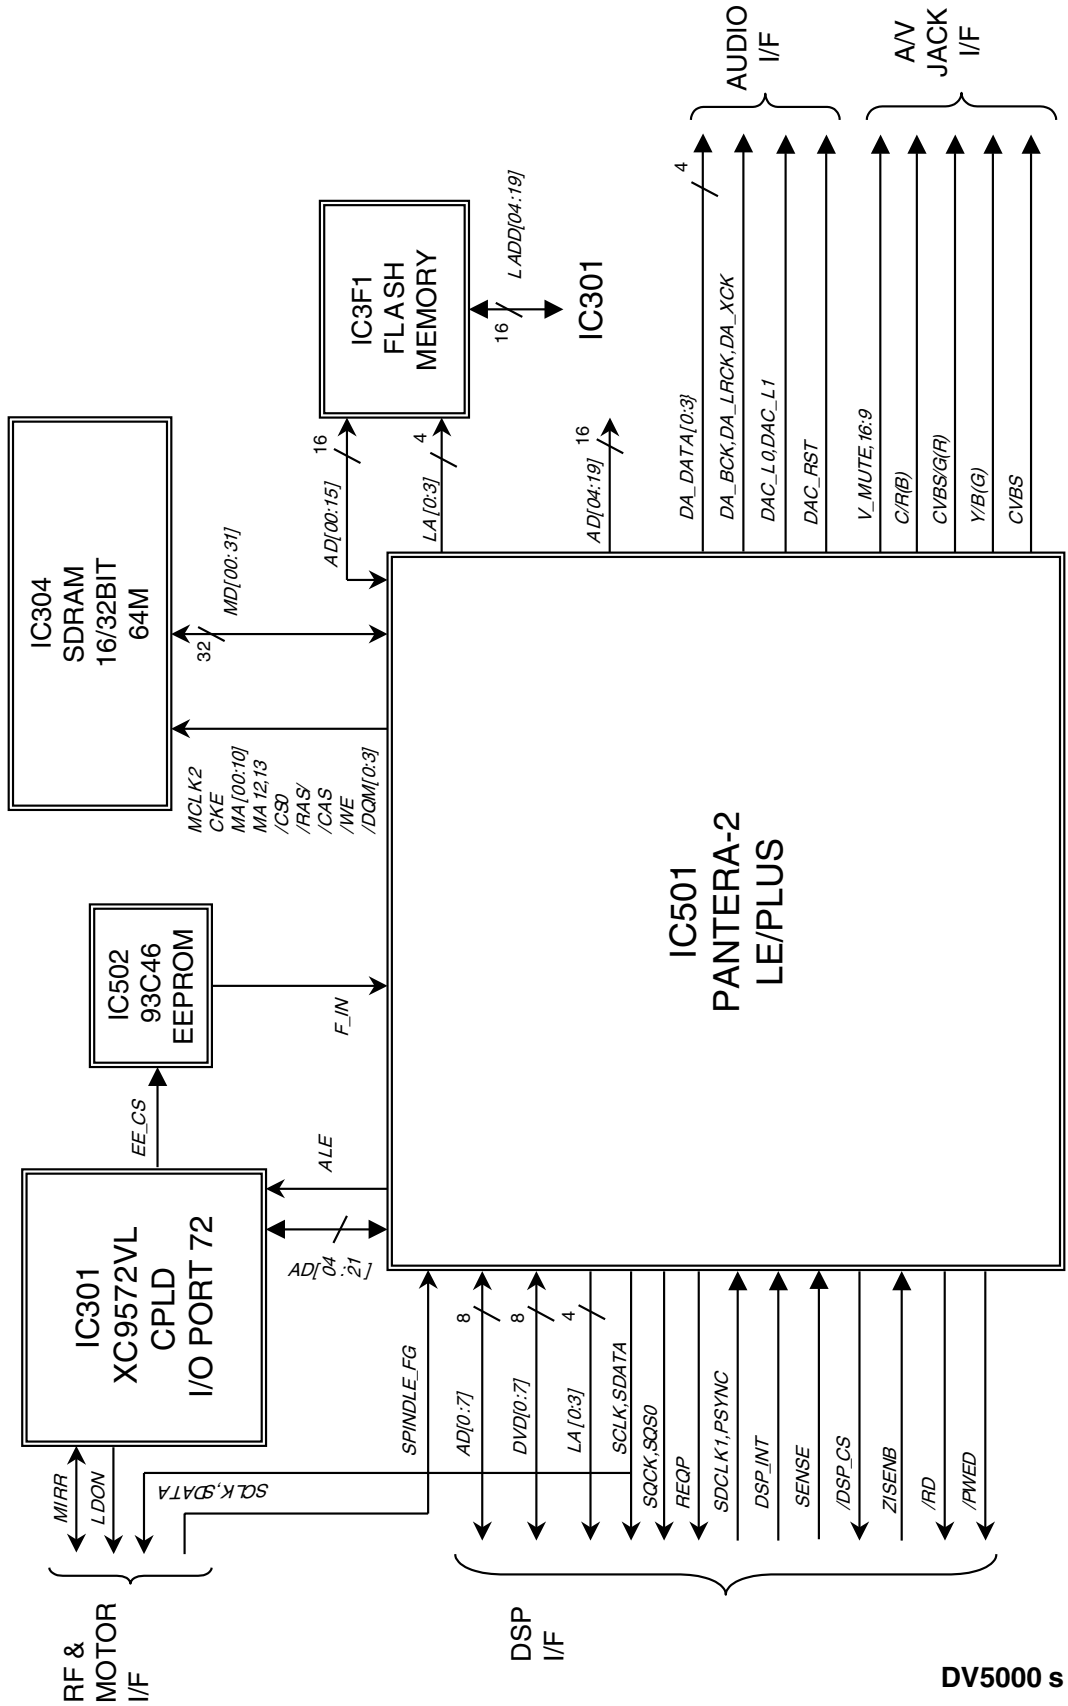 RF &
MOTOR
I/F
MIRR
LDON
SCLK,SDATA
SPINDLE_FG
IC301
XC9572VL
CPLD
I/O PORT 72
EE_CS
IC502
93C46
EEPROM
F_IN
ALE
AD[04:21]
IC304
SDRAM
16/32BIT
64M
MCLK2
CKE
MA[00:10]
MA12,13
/CS0
/RAS/
/CAS
/WE
/DQM[0:3]
32
MD[00:31]
IC3F1
FLASH
MEMORY
AD[00:15]
16
LA[0:3]
4
16
LADD[04:19]
IC301
AD[04:19]
16
IC501
PANTERA-2
LE/PLUS
DSP
I/F
AD[0:7]
8
DVD[0:7]
8
LA[0:3]
4
SCLK,SDATA
SQCK,SQS0
REQP
SDCLK1,PSYNC
DSP_INT
SENSE
/DSP_CS
ZISENB
/RD
/PWED
DA_DATA[0:3}
4
DA_BCK,DA_LRCK,DA_XCK
DAC_L0,DAC_L1
DAC_RST
AUDIO
I/F
V_MUTE,16:9
C/R(B)
CVBS/G(R)
Y/B(G)
CVBS
A/V
JACK
I/F
DV5000 s